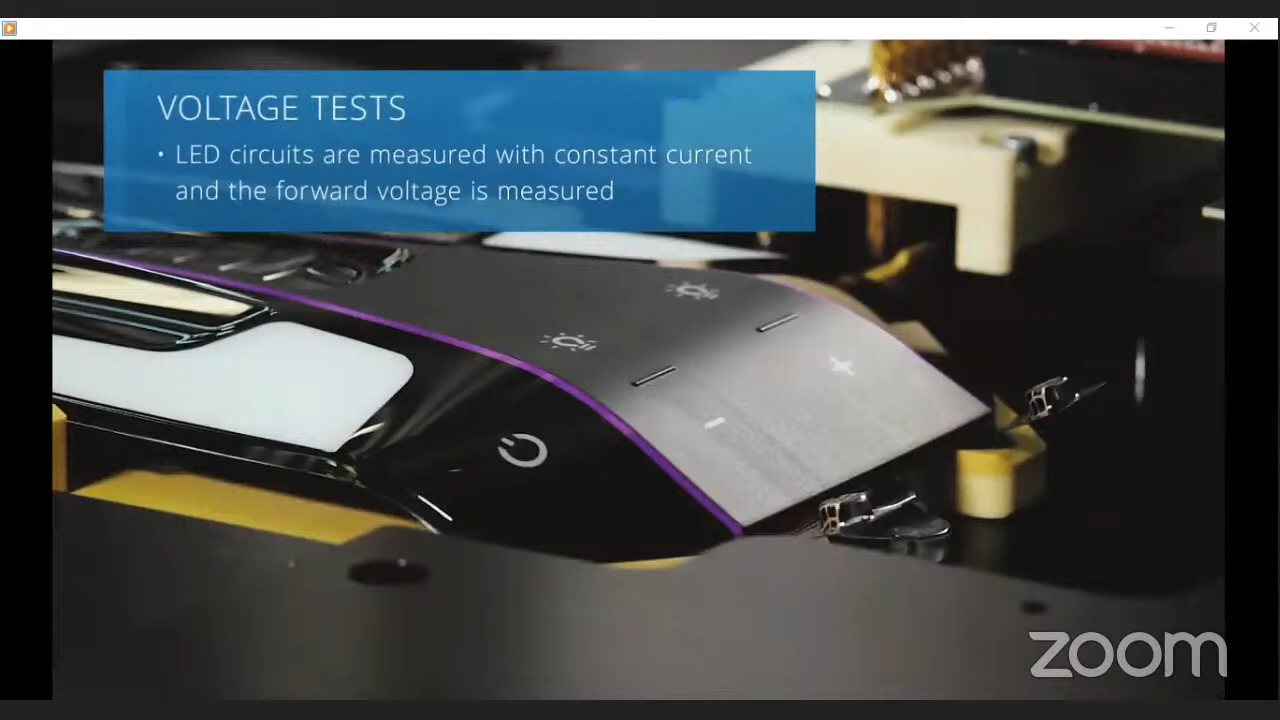 VOLTAGE TESTS
• LED circuits are measured with constant current
and the forward voltage is measured
zoom